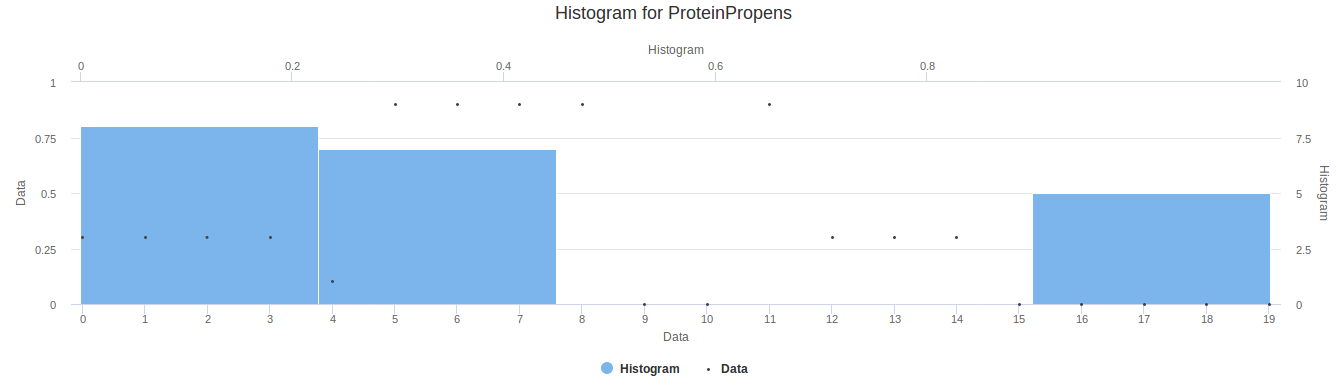 Histogram for ProteinPropens
Histogram
0 0.2 0.4 0.6 0.8
1 10
0.75 7.5
0.5 5
0.25 2.5
0 0
Data
Histogram
0 1 2 3 4 5 6 7 8 9 10 11 12 13 14 15 16 17 18 19
Data
Histogram Data